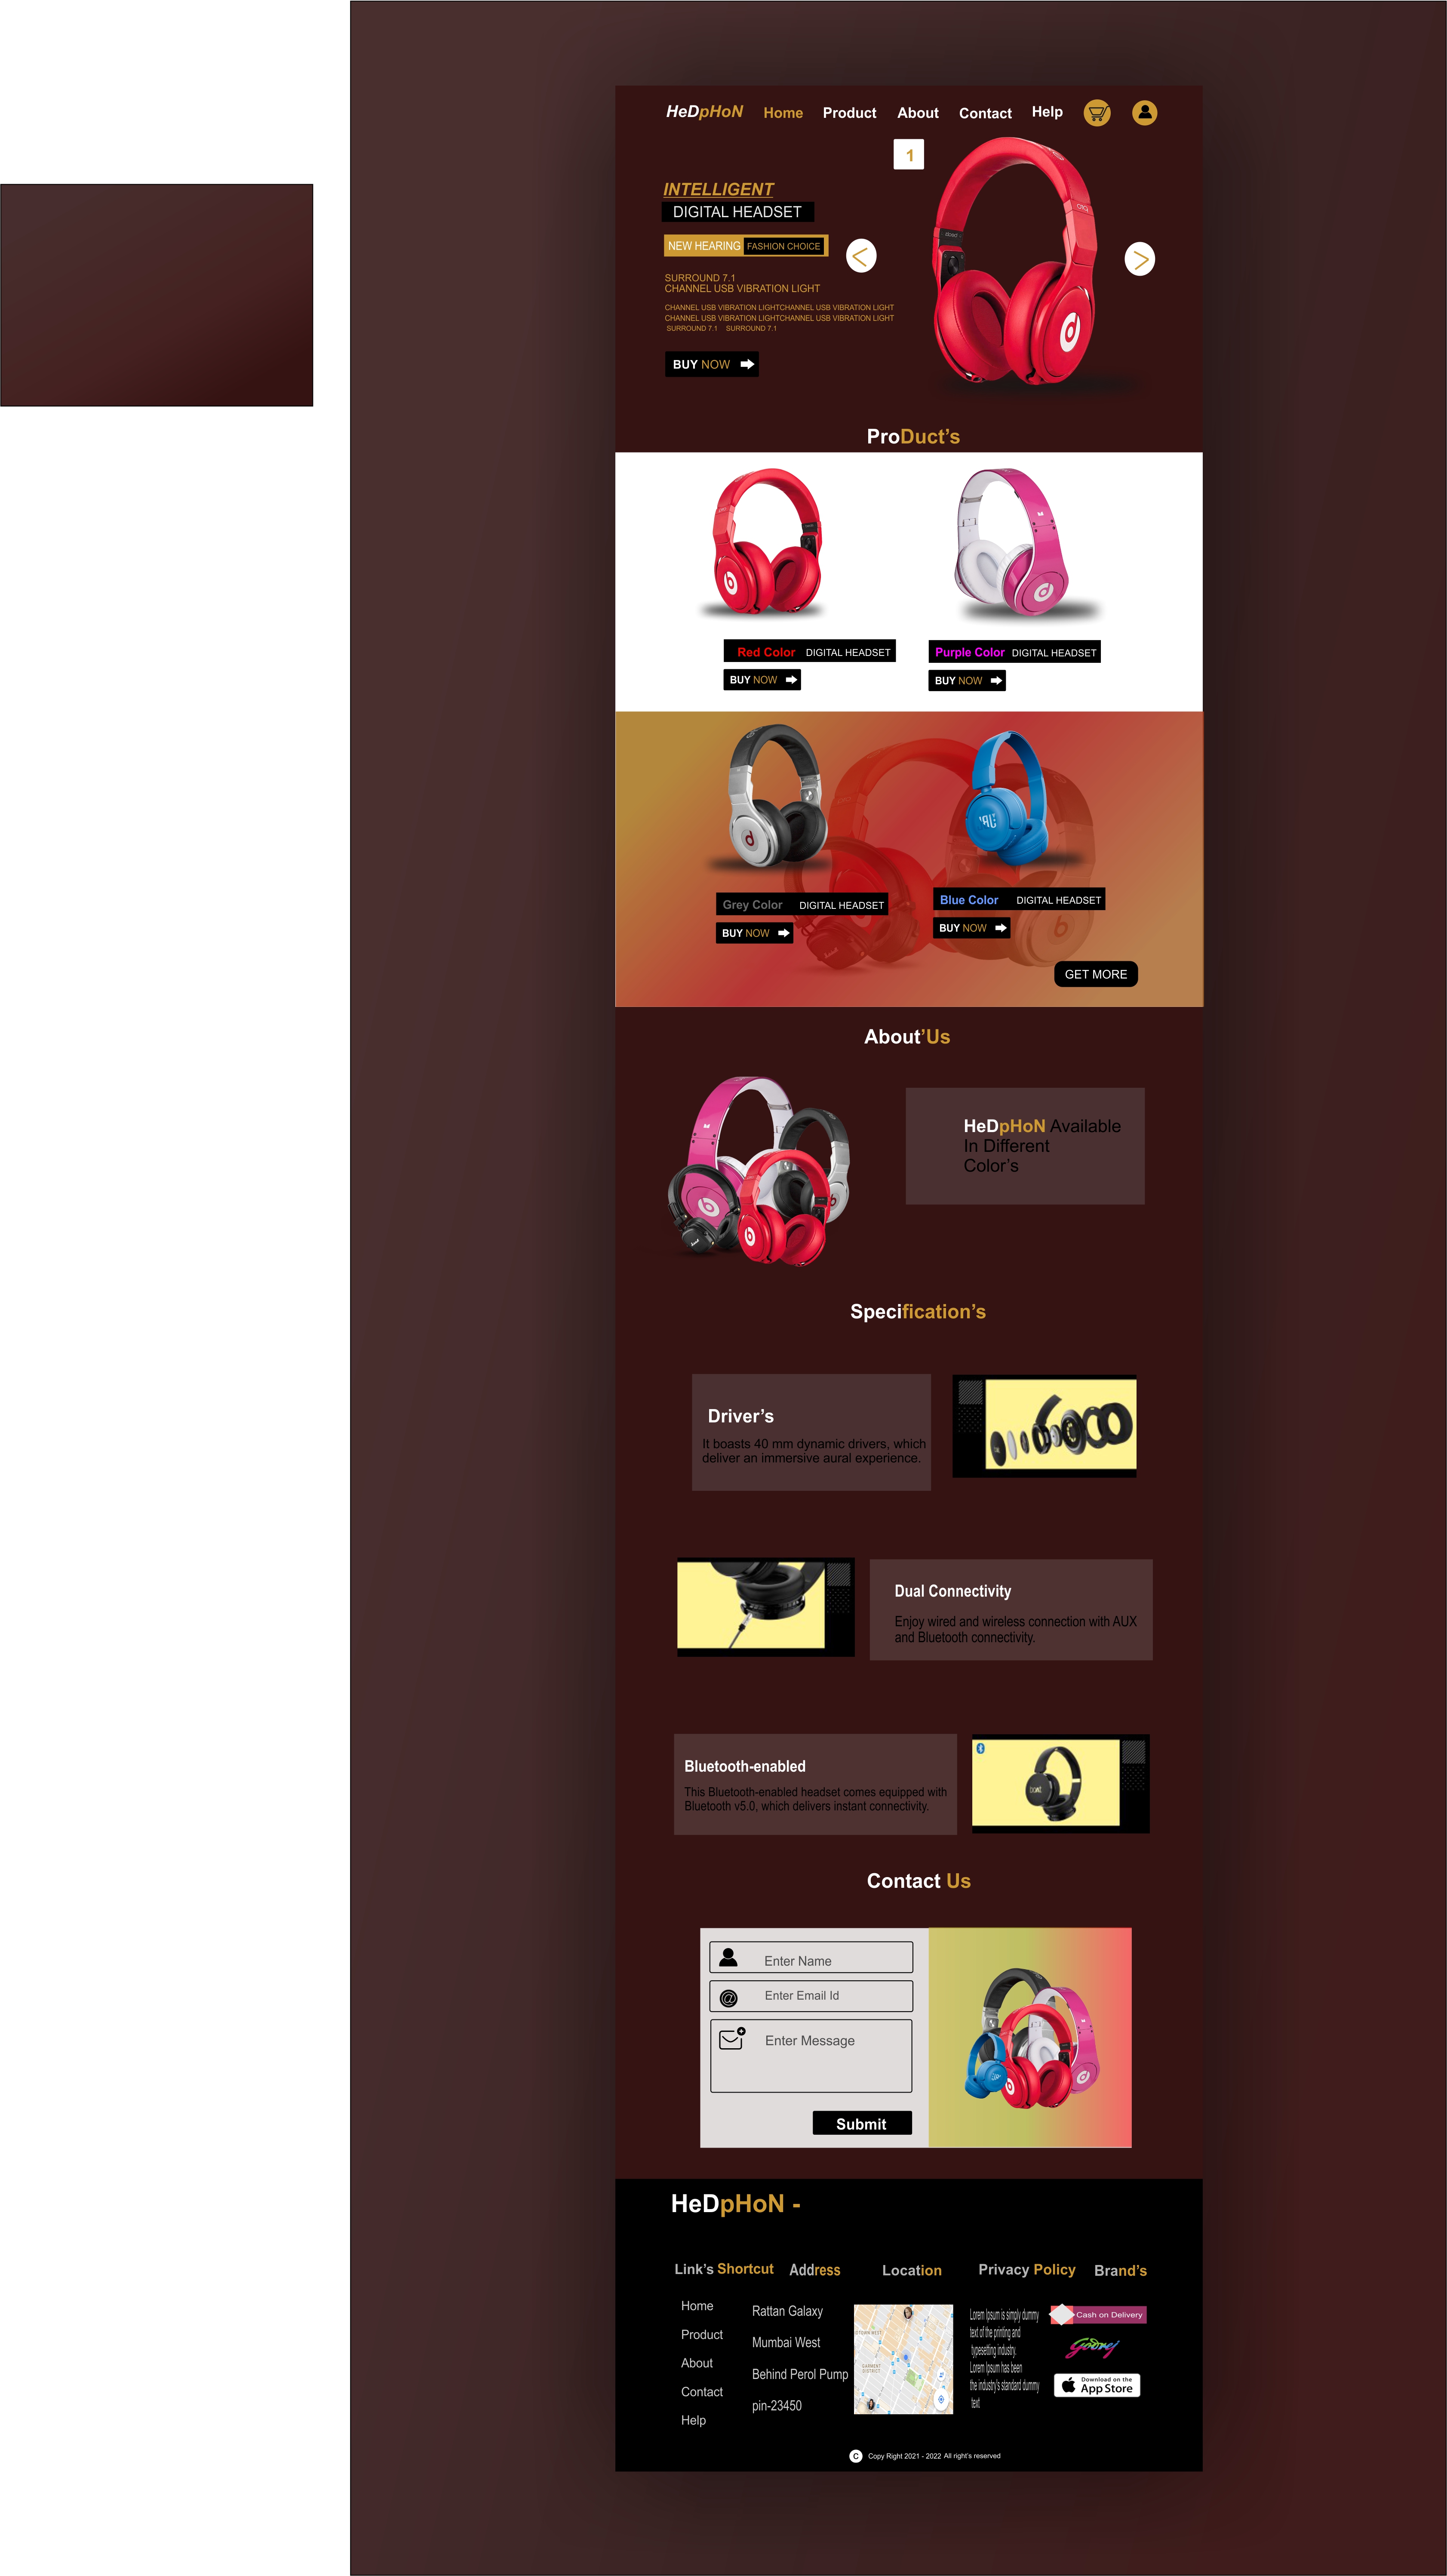 HeDpHoN Home Product About Contact Help
1
INTELLIGENT
DIGITAL HEADSET
NEW HEARING FASHION CHOICE
SURROUND 7.1
CHANNEL USB VIBRATION LIGHT
CHANNEL USB VIBRATION LIGHTCHANNEL USB VIBRATION LIGHT
CHANNEL USB VIBRATION LIGHTCHANNEL USB VIBRATION LIGHT
SURROUND 7.1 SURROUND 7.1
BUY NOW
ProDuct’s
Red Color DIGITAL HEADSET
BUY NOW
Purple Color DIGITAL HEADSET
BUY NOW
Grey Color DIGITAL HEADSET
BUY NOW
Blue Color DIGITAL HEADSET
BUY NOW
GET MORE
About’Us
HeDpHoN Available
In Different
Color’s
Specification’s
Driver’s
It boasts 40 mm dynamic drivers, which
deliver an immersive aural experience.
Dual Connectivity
Enjoy wired and wireless connection with AUX
and Bluetooth connectivity.
Bluetooth-enabled
This Bluetooth-enabled headset comes equipped with
Bluetooth v5.0, which delivers instant connectivity.
Contact Us
Enter Name
@ Enter Email Id
Enter Message
Submit
HeDpHoN -
Link’s Shortcut
Home
Product
About
Contact
Help
Address
Rattan Galaxy
Mumbai West
Behind Perol Pump
pin-23450
Location
GARMENT
DISTRICT
Privacy Policy
Lorem Ipsum is simply dummy
text of the printing and
typesetting industry.
Lorem Ipsum has been
the industry's standard dummy
text
Brand’s
Cash on Delivery
Godrej
Download on the
App Store
C Copy Right 2021 - 2022 All right’s reserved